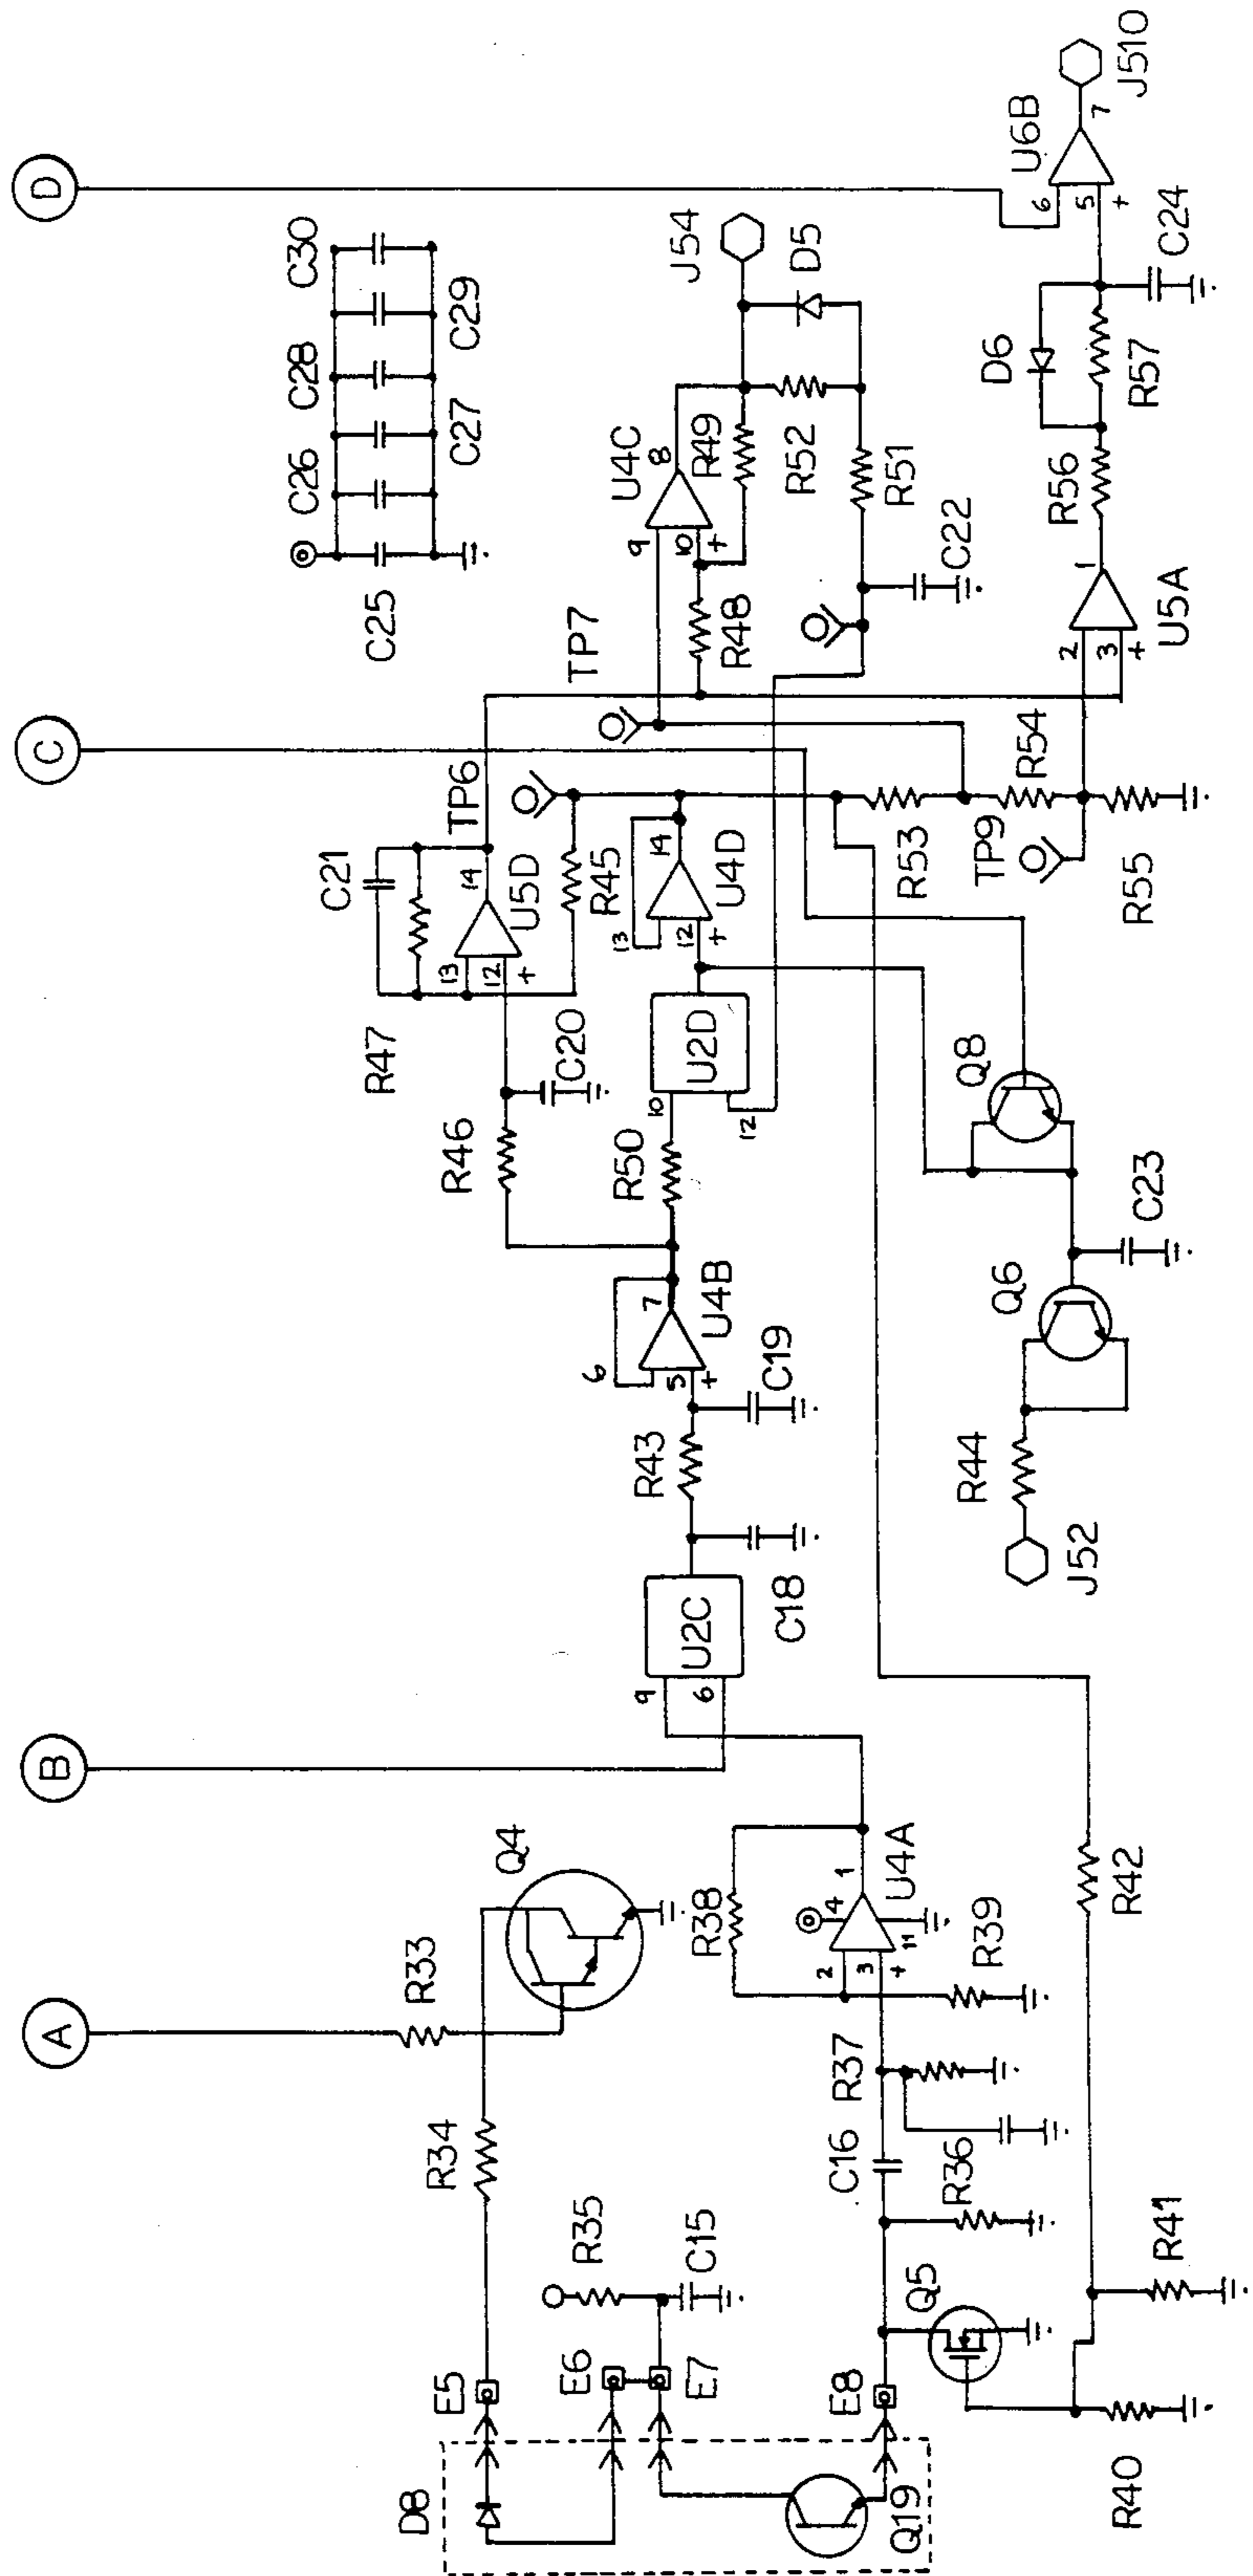 A
B
C
D
R33
Q4
R34
R35
C15
E5
E6
E7
E8
D8
Q19
Q5
R40
R41
R36
C16
R37
R38
2
3
+
4
11
1
U4A
R39
R42
9
6
U2C
C18
R43
C19
6
5
+
7
U4B
R46
R50
C20
R47
C21
13
12
+
14
U5D
TP6
R45
10
12
U2D
13
12
+
14
U4D
J52
R44
Q6
C23
Q8
R53
R54
TP9
R55
TP7
R48
9
10
+
8
U4C
R49
R52
R51
C22
J54
D5
2
3
+
1
U5A
R56
R57
D6
C24
6
5
+
7
U6B
J510
C25
C26
C27
C28
C29
C30